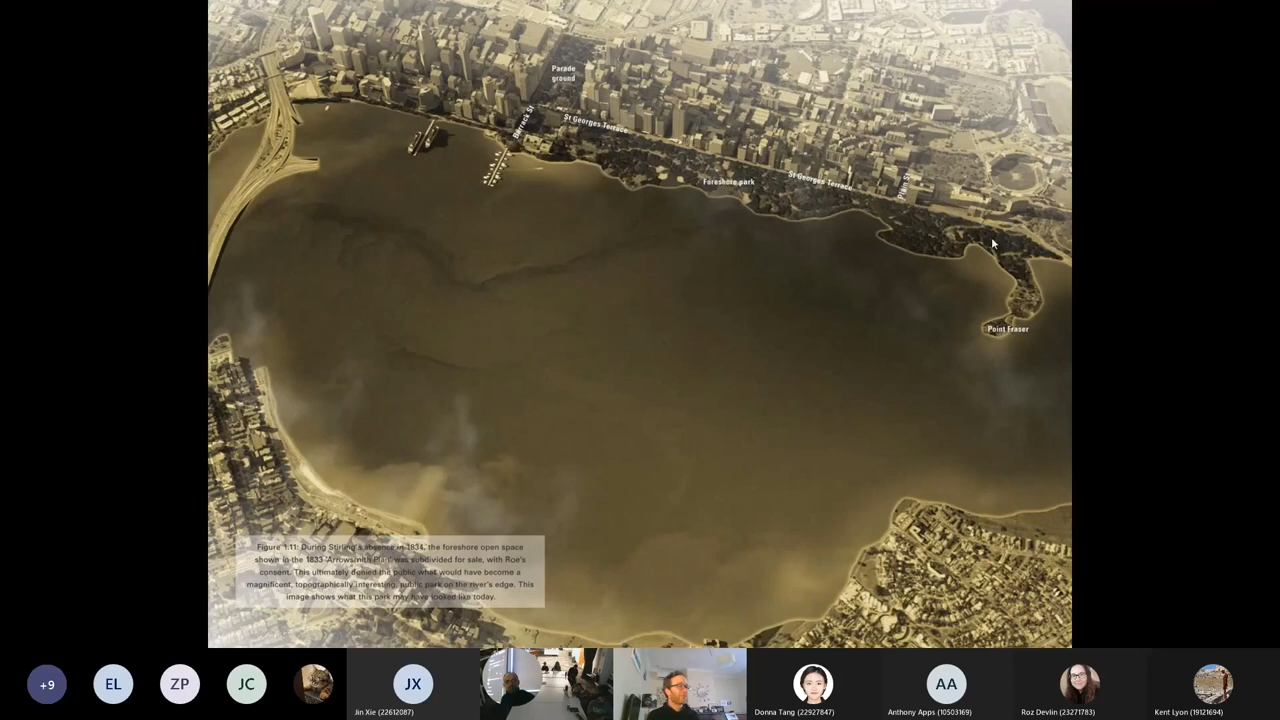 Parade
ground
Barrack St
St Georges Terrace
Foreshore park
St Georges Terrace
Plain St
Point Fraser
Figure 1.11: During Stirling's absence in 1834, the foreshore open space
shown in the 1833 'Arrowsmith Plan' was subdivided for sale, with Roe's
consent. This ultimately denied the public what would have become a
magnificent, topographically interesting, public park on the river's edge. This
image shows what this park may have looked like today.
+9
EL
ZP
JC
JX
AA
Jin Xie (22612087)
Donna Tang (22927847)
Anthony Apps (10503169)
Roz Devlin (23271783)
Kent Lyon (19121694)